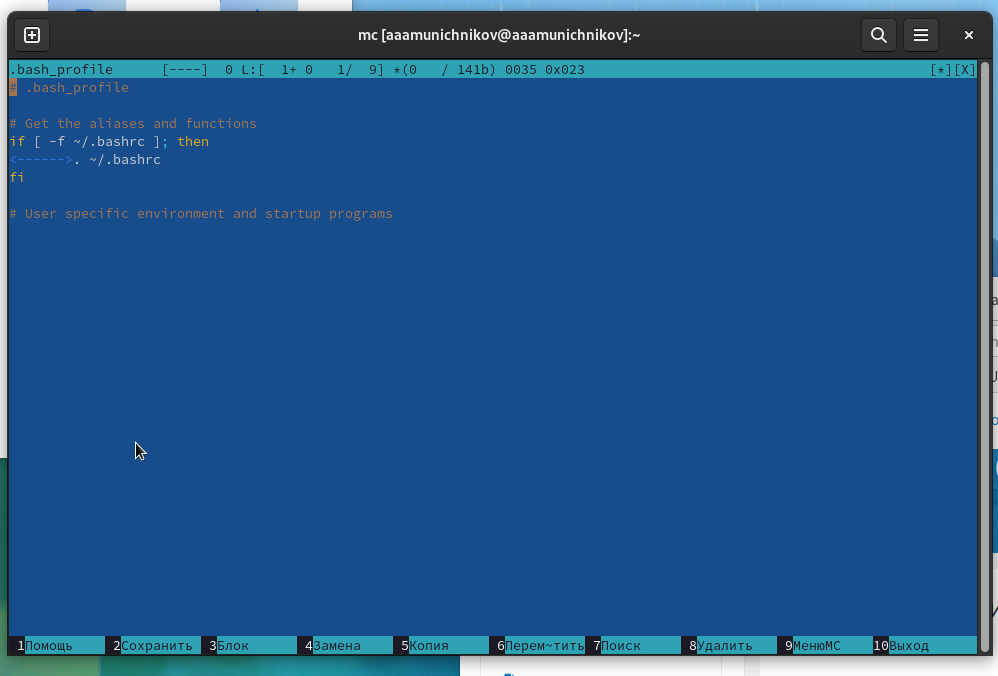 mc [aaamunichnikov@aaamunichnikov]:~
.bash_profile      [----]  0 L:[  1+ 0   1/  9] *(0   / 141b) 0035 0x023                                           [*][X]
# .bash_profile
# Get the aliases and functions
if [ -f ~/.bashrc ]; then
<------>. ~/.bashrc
fi
# User specific environment and startup programs
1Помощь 2Сохранить 3Блок 4Замена 5Копия 6Перем~тить 7Поиск 8Удалить 9МенюMC 10Выход